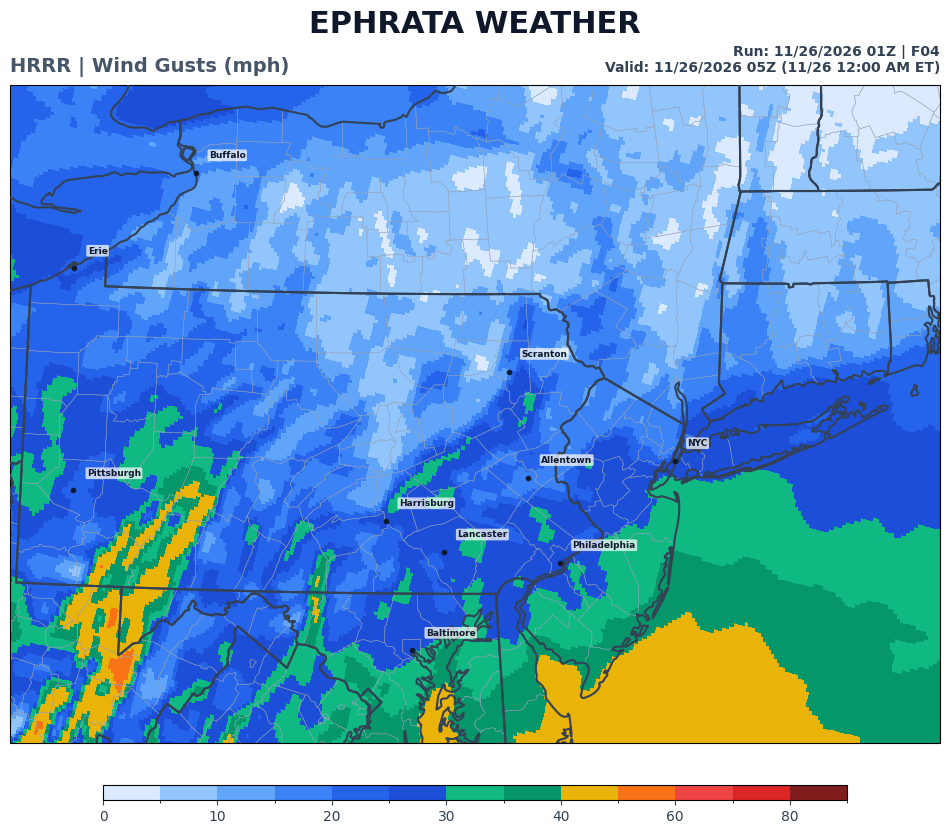 EPHRATA WEATHER
HRRR | Wind Gusts (mph)
Run: 11/26/2026 01Z | F04
Valid: 11/26/2026 05Z (11/26 12:00 AM ET)
Buffalo
Erie
Scranton
NYC
Allentown
Pittsburgh
Harrisburg
Lancaster
Philadelphia
Baltimore
0 10 20 30 40 50 60 70 80